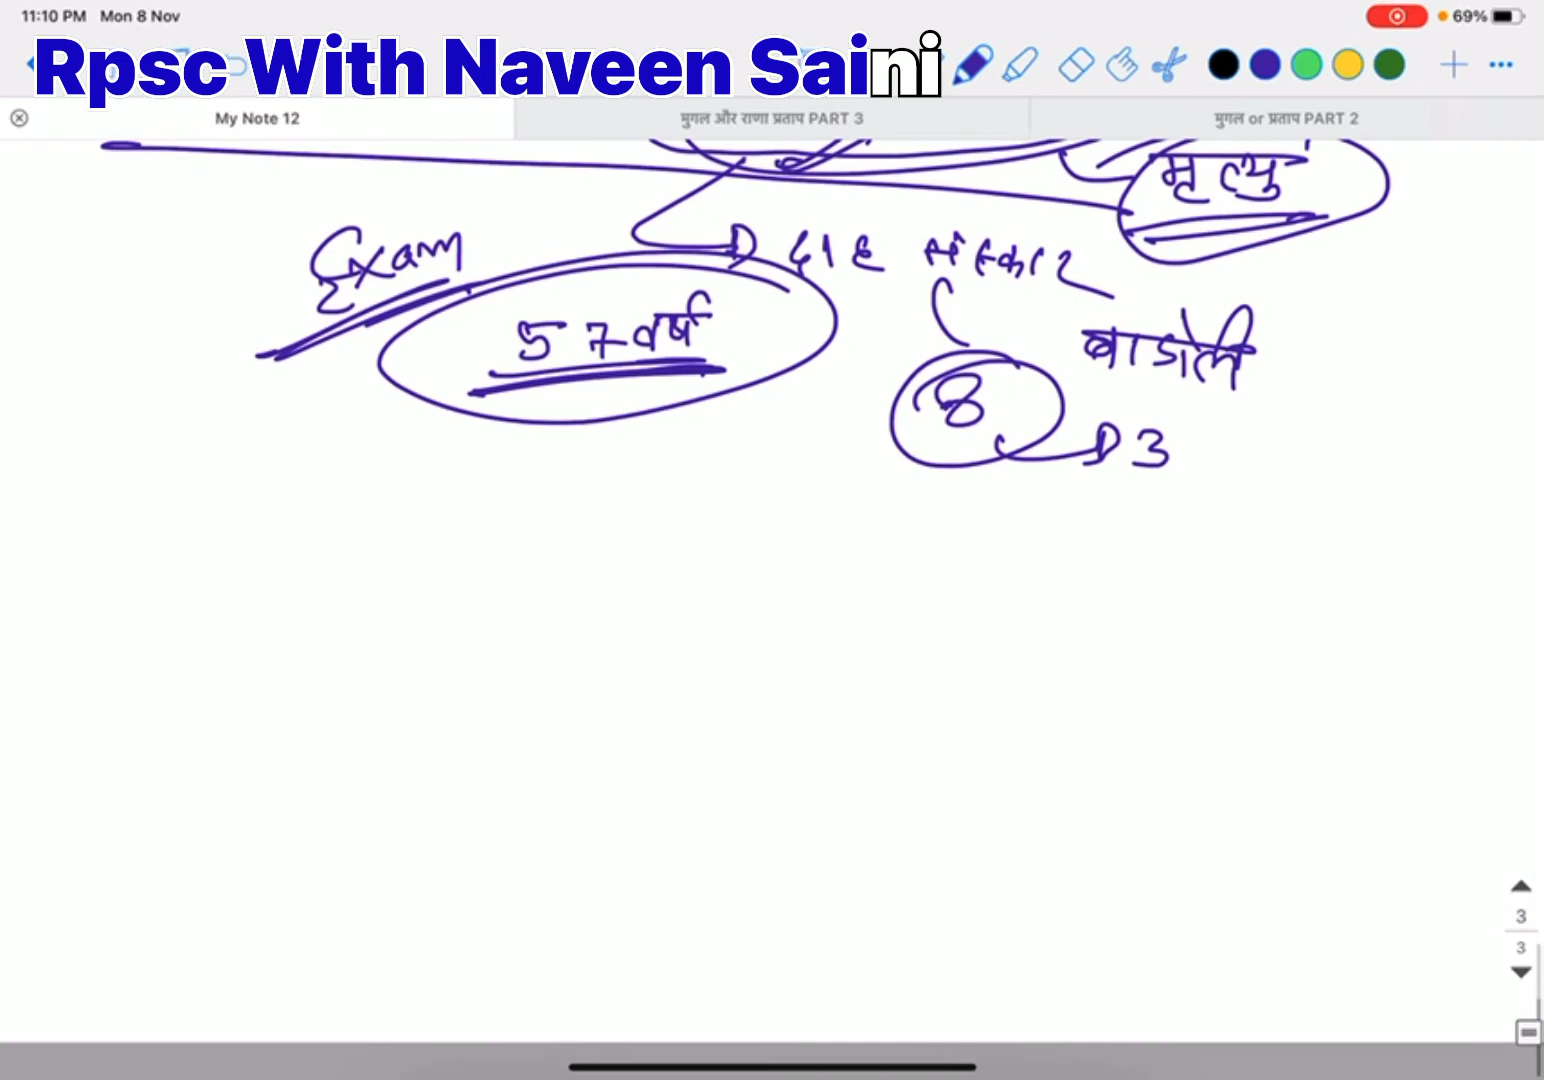 11:10 PM Mon 8 Nov
69%
Rpsc With Naveen Saini
My Note 12
मुगल और राणा प्रताप PART 3
मुगल or प्रताप PART 2
मृत्यु
Exam
दाह संस्कार
57 वर्ष
बाडोली
8
3
3
3